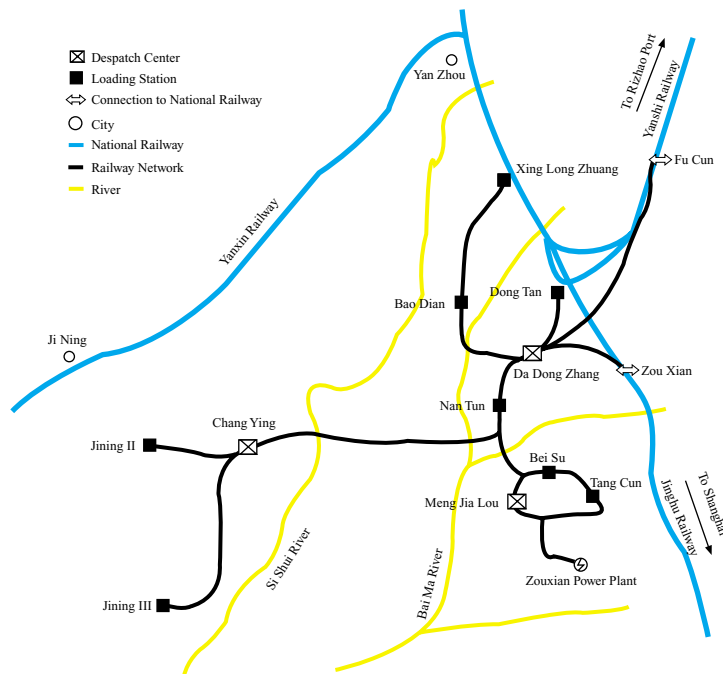 Despatch Center
Loading Station
Connection to National Railway
City
National Railway
Railway Network
River
Yan Zhou
To Rizhao Port
Yanshi Railway
Fu Cun
Xing Long Zhuang
Yanxin Railway
Dong Tan
Bao Dian
Ji Ning
Da Dong Zhang
Zou Xian
Nan Tun
Chang Ying
Jining II
Bei Su
Tang Cun
Meng Jia Lou
To Shanghai
Jinghu Railway
Si Shui River
Bai Ma River
Zouxian Power Plant
Jining III